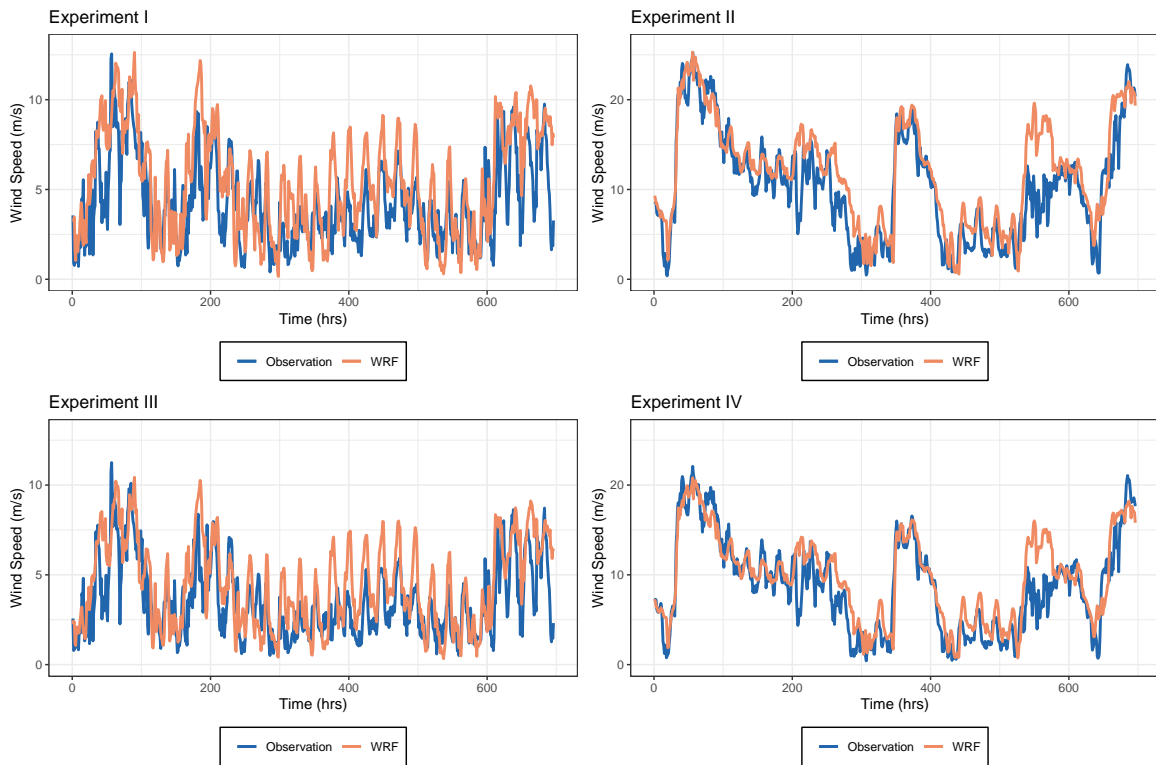 Experiment I
Wind Speed (m/s)
10
5
0
0 200 400 600
Time (hrs)
Observation WRF
Experiment II
Wind Speed (m/s)
20
10
0
0 200 400 600
Time (hrs)
Observation WRF
Experiment III
Wind Speed (m/s)
10
5
0
0 200 400 600
Time (hrs)
Observation WRF
Experiment IV
Wind Speed (m/s)
20
10
0
0 200 400 600
Time (hrs)
Observation WRF